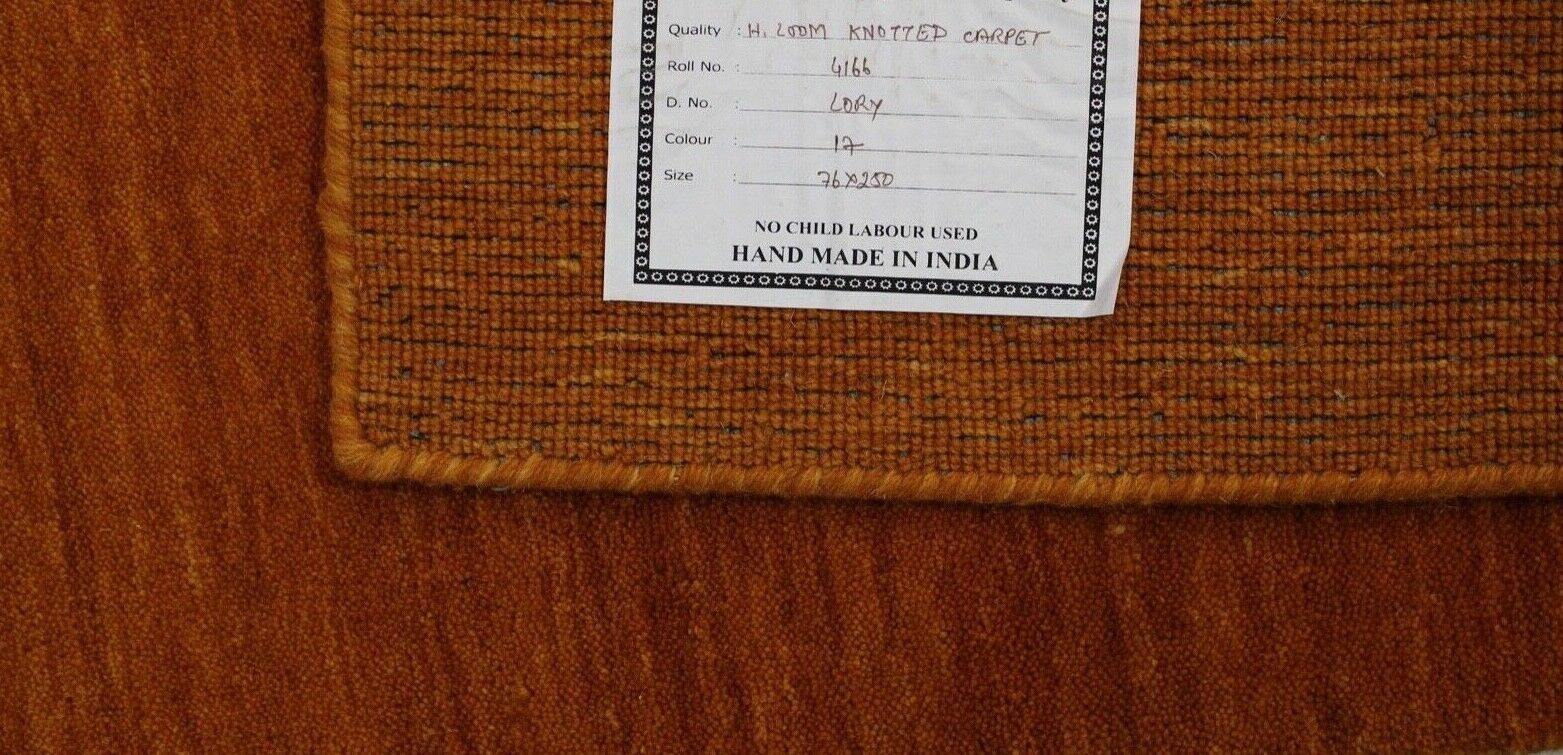 Quality : H. LOOM KNOTTED CARPET
Roll No. : 4166
D. No. : LORY
Colour : 17
Size : 76X250
NO CHILD LABOUR USED
HAND MADE IN INDIA